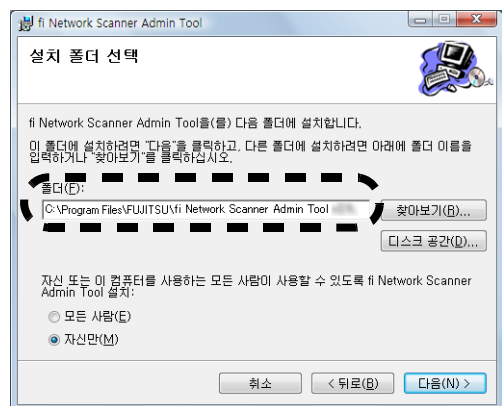 fi Network Scanner Admin Tool
설치 폴더 선택
fi Network Scanner Admin Tool을(를) 다음 폴더에 설치합니다.
이 폴더에 설치하려면 "다음"을 클릭하고, 다른 폴더에 설치하려면 아래에 폴더 이름을
입력하거나 "찾아보기"를 클릭하십시오.
폴더(F):
C:\Program Files\FUJITSU\fi Network Scanner Admin Tool
찾아보기(R)...
디스크 공간(D)...
자신 또는 이 컴퓨터를 사용하는 모든 사람이 사용할 수 있도록 fi Network Scanner
Admin Tool 설치:
모든 사람(E)
자신만(M)
취소
< 뒤로(B)
다음(N) >